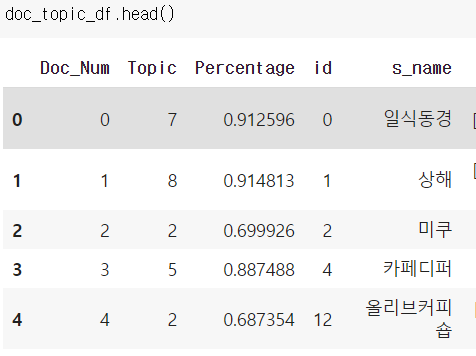 doc_topic_df.head()
Doc_Num Topic Percentage id s_name
0 0 7 0.912596 0 일식동경
1 1 8 0.914813 1 상해
2 2 2 0.699926 2 미쿠
3 3 5 0.887488 4 카페디퍼
4 4 2 0.687354 12 올리브커피
숍